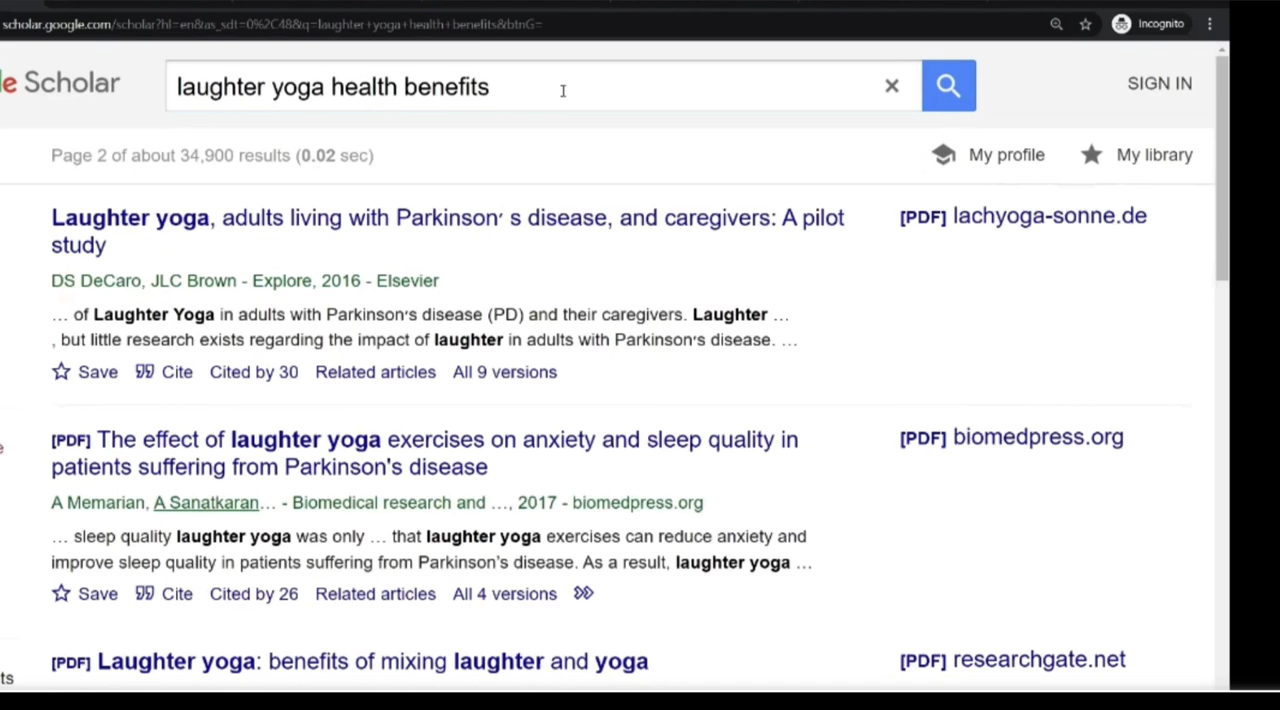 scholar.google.com/scholar?hl=en&as_sdt=0%2C48&q=laughter+yoga+health+benefits&btnG=
Incognito
e Scholar
laughter yoga health benefits
SIGN IN
Page 2 of about 34,900 results (0.02 sec)
My profile
My library
Laughter yoga, adults living with Parkinson′ s disease, and caregivers: A pilot
study
[PDF] lachyoga-sonne.de
DS DeCaro, JLC Brown - Explore, 2016 - Elsevier
… of Laughter Yoga in adults with Parkinson׳s disease (PD) and their caregivers. Laughter …
, but little research exists regarding the impact of laughter in adults with Parkinson׳s disease. …
Save Cite Cited by 30 Related articles All 9 versions
[PDF] The effect of laughter yoga exercises on anxiety and sleep quality in
patients suffering from Parkinson's disease
[PDF] biomedpress.org
e
A Memarian, A Sanatkaran… - Biomedical research and …, 2017 - biomedpress.org
… sleep quality laughter yoga was only … that laughter yoga exercises can reduce anxiety and
improve sleep quality in patients suffering from Parkinson's disease. As a result, laughter yoga …
Save Cite Cited by 26 Related articles All 4 versions
[PDF] Laughter yoga: benefits of mixing laughter and yoga
[PDF] researchgate.net
ts